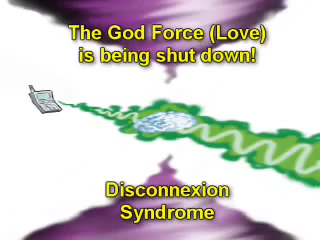 The God Force (Love)
is being shut down!
Disconnexion
Syndrome